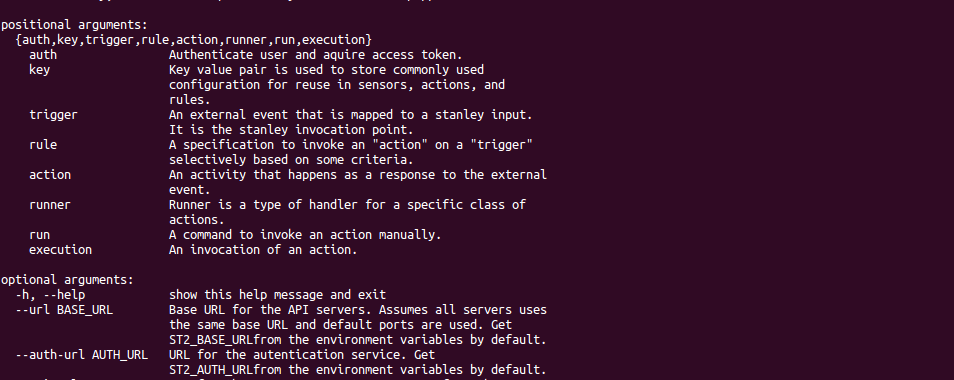 positional arguments:
{auth,key,trigger,rule,action,runner,run,execution}
auth Authenticate user and aquire access token.
key Key value pair is used to store commonly used
configuration for reuse in sensors, actions, and
rules.
trigger An external event that is mapped to a stanley input.
It is the stanley invocation point.
rule A specification to invoke an "action" on a "trigger"
selectively based on some criteria.
action An activity that happens as a response to the external
event.
runner Runner is a type of handler for a specific class of
actions.
run A command to invoke an action manually.
execution An invocation of an action.
optional arguments:
-h, --help show this help message and exit
--url BASE_URL Base URL for the API servers. Assumes all servers uses
the same base URL and default ports are used. Get
ST2_BASE_URLfrom the environment variables by default.
--auth-url AUTH_URL URL for the autentication service. Get
ST2_AUTH_URLfrom the environment variables by default.